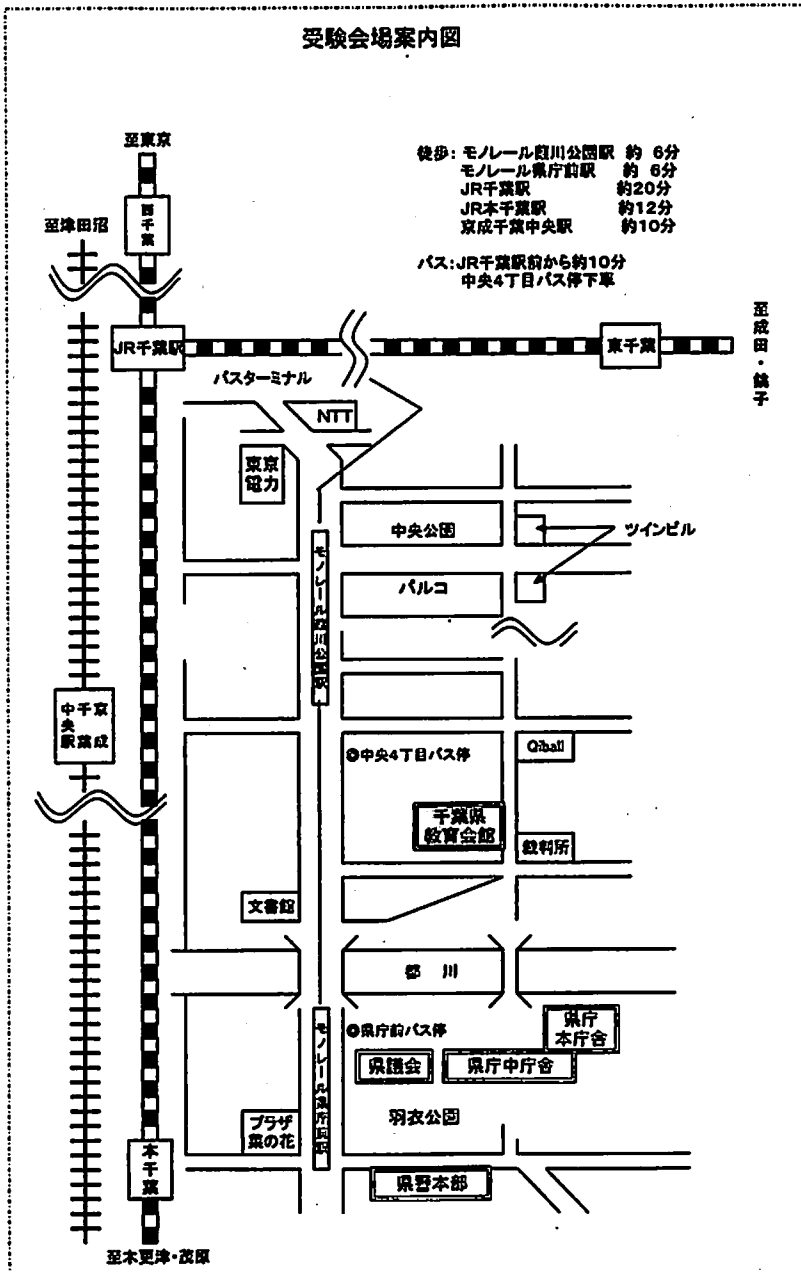 受験会場案内図
至東京
徒歩: モノレール葭川公園駅 約 6分
モノレール県庁前駅 約 6分
JR千葉駅 約20分
JR本千葉駅 約12分
京成千葉中央駅 約10分
バス:JR千葉駅前から約10分
中央4丁目バス停下車
西千葉
至津田沼
JR千葉駅
東千葉
至成田・銚子
バスターミナル
NTT
東京
電力
中央公園
ツインビル
モノレール葭川公園駅
パルコ
京成
千葉
中央駅
◎中央4丁目バス停
Qiball
千葉県
教育会館
裁判所
文書館
都 川
モノレール県庁前駅
◎県庁前バス停
県庁
本庁舎
県議会
県庁中庁舎
プラザ
菜の花
羽衣公園
本千葉
県警本部
至木更津・茂原